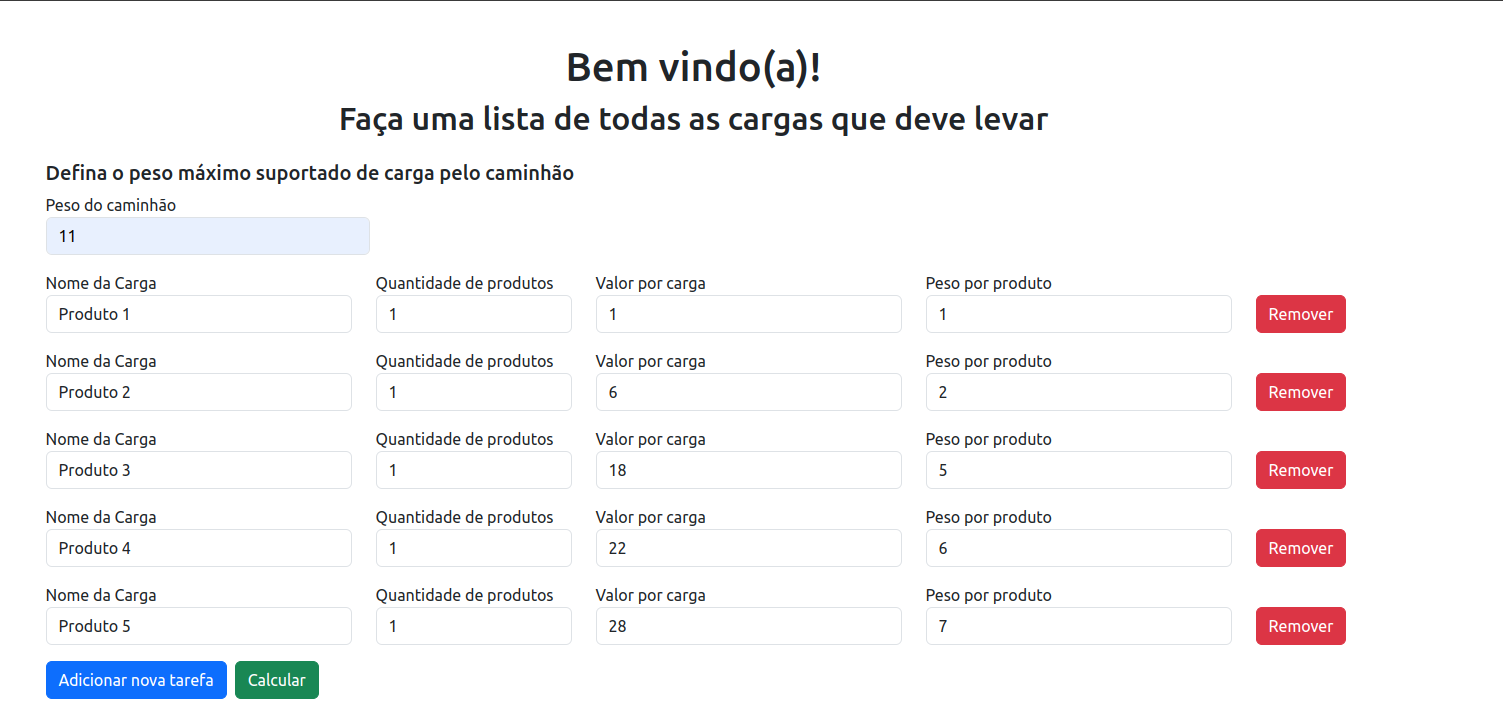 Bem vindo(a)!
Faça uma lista de todas as cargas que deve levar
Defina o peso máximo suportado de carga pelo caminhão
Peso do caminhão
11
Nome da Carga Quantidade de produtos Valor por carga Peso por produto
Produto 1 1 1 1 Remover
Nome da Carga Quantidade de produtos Valor por carga Peso por produto
Produto 2 1 6 2 Remover
Nome da Carga Quantidade de produtos Valor por carga Peso por produto
Produto 3 1 18 5 Remover
Nome da Carga Quantidade de produtos Valor por carga Peso por produto
Produto 4 1 22 6 Remover
Nome da Carga Quantidade de produtos Valor por carga Peso por produto
Produto 5 1 28 7 Remover
Adicionar nova tarefa Calcular